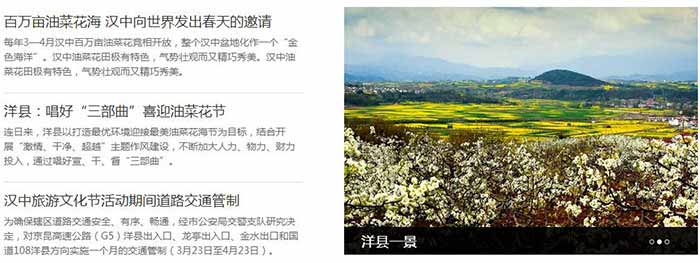 百万亩油菜花海 汉中向世界发出春天的邀请
每年3—4月汉中百万亩油菜花竞相开放，整个汉中盆地化作一个“金
色海洋”。汉中油菜花田极有特色，气势壮观而又精巧秀美。汉中油
菜花田极有特色，气势壮观而又精巧秀美。
洋县：唱好“三部曲”喜迎油菜花节
连日来，洋县以打造最优环境迎接最美油菜花海节为目标，结合开
展“激情、干净、超越”主题作风建设，不断加大人力、物力、财力
投入，通过唱好宣、干、督“三部曲”。
汉中旅游文化节活动期间道路交通管制
为确保辖区道路交通安全、有序、畅通，经市公安局交警支队研究决
定，对京昆高速公路（G5）洋县出入口、龙亭出入口、金水出口和国
道108洋县方向实施一个月的交通管制（3月23日至4月23日）。
洋县一景